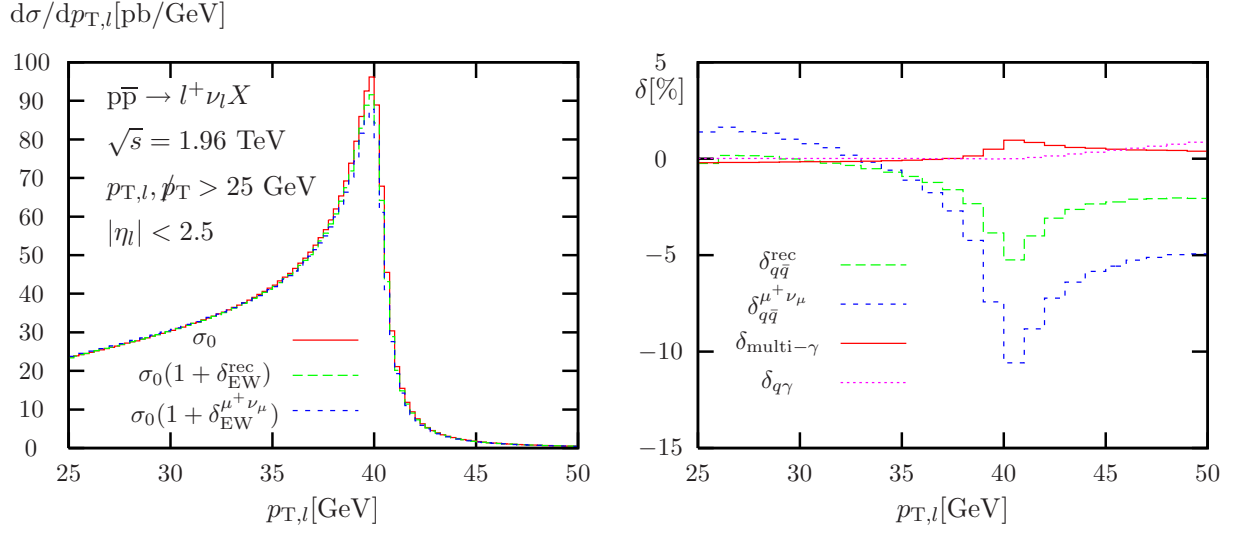 dσ/dp_{T,l}[pb/GeV]
100
90
80
70
60
50
40
30
20
10
0
pp̅ → l⁺ν_l X
√s = 1.96 TeV
p_{T,l}, p̸_T > 25 GeV
|η_l| < 2.5
σ₀
σ₀(1 + δ_{EW}^{rec})
σ₀(1 + δ_{EW}^{μ⁺ν_μ})
25 30 35 40 45 50
p_{T,l}[GeV]
δ[%]
5
0
−5
−10
−15
δ_{qq̄}^{rec}
δ_{qq̄}^{μ⁺ν_μ}
δ_{multi−γ}
δ_{qγ}
25 30 35 40 45 50
p_{T,l}[GeV]